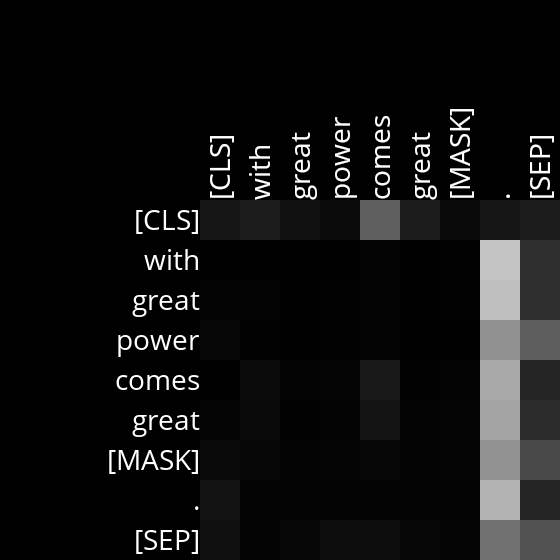 [CLS] with great power comes great [MASK] . [SEP]
[CLS]
with
great
power
comes
great
[MASK]
.
[SEP]